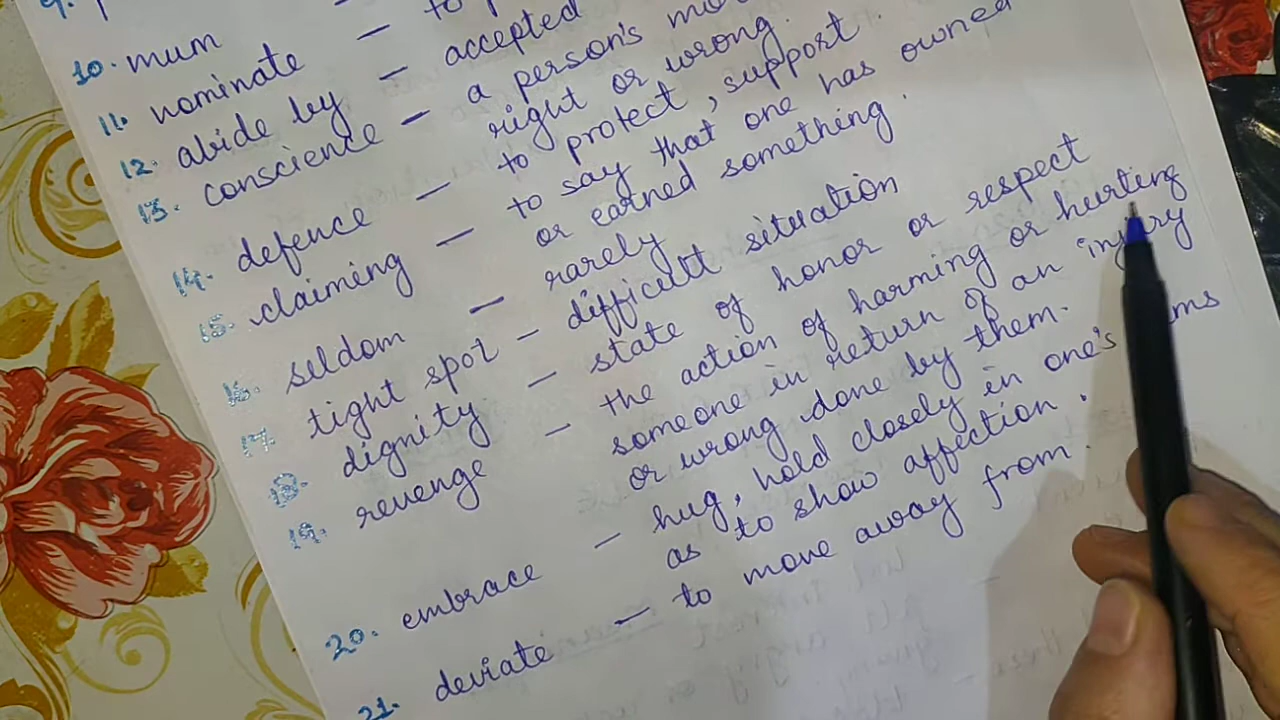 9.
10. mum —
11. nominate — to
12. abide by — accepted
13. conscience — a person's
right or wrong.
14. defence — to protect, support.
15. claiming — to say that one has owned
or earned something.
16. seldom — rarely
17. tight spot — difficult situation
18. dignity — state of honor or respect
19. revenge — the action of harming or hurting
someone in return of an injury
or wrong done by them.
20. embrace — hug, hold closely in one's
as to show affection.
21. deviate — to move away from.